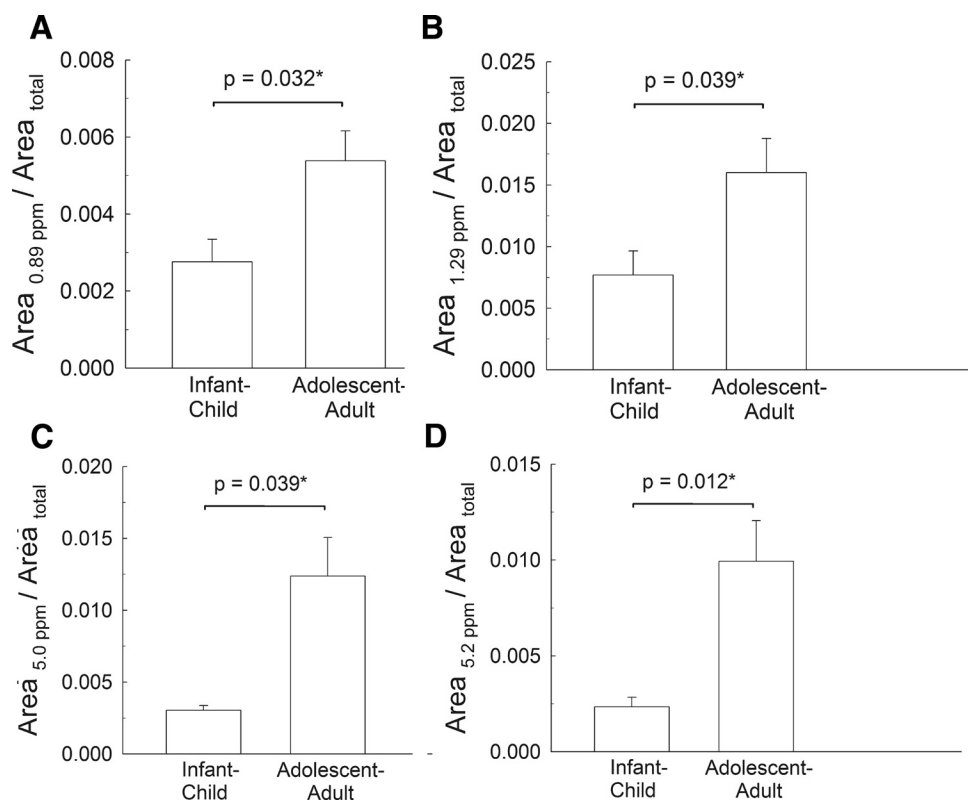 A
Area 0.89 ppm / Area total
0.008
0.006
0.004
0.002
0.000
p = 0.032*
Infant-
Child
Adolescent-
Adult
B
Area 1.29 ppm / Area total
0.025
0.020
0.015
0.010
0.005
0.000
p = 0.039*
Infant-
Child
Adolescent-
Adult
C
Area 5.0 ppm / Area total
0.020
0.015
0.010
0.005
0.000
p = 0.039*
Infant-
Child
Adolescent-
Adult
D
Area 5.2 ppm / Area total
0.015
0.010
0.005
0.000
p = 0.012*
Infant-
Child
Adolescent-
Adult